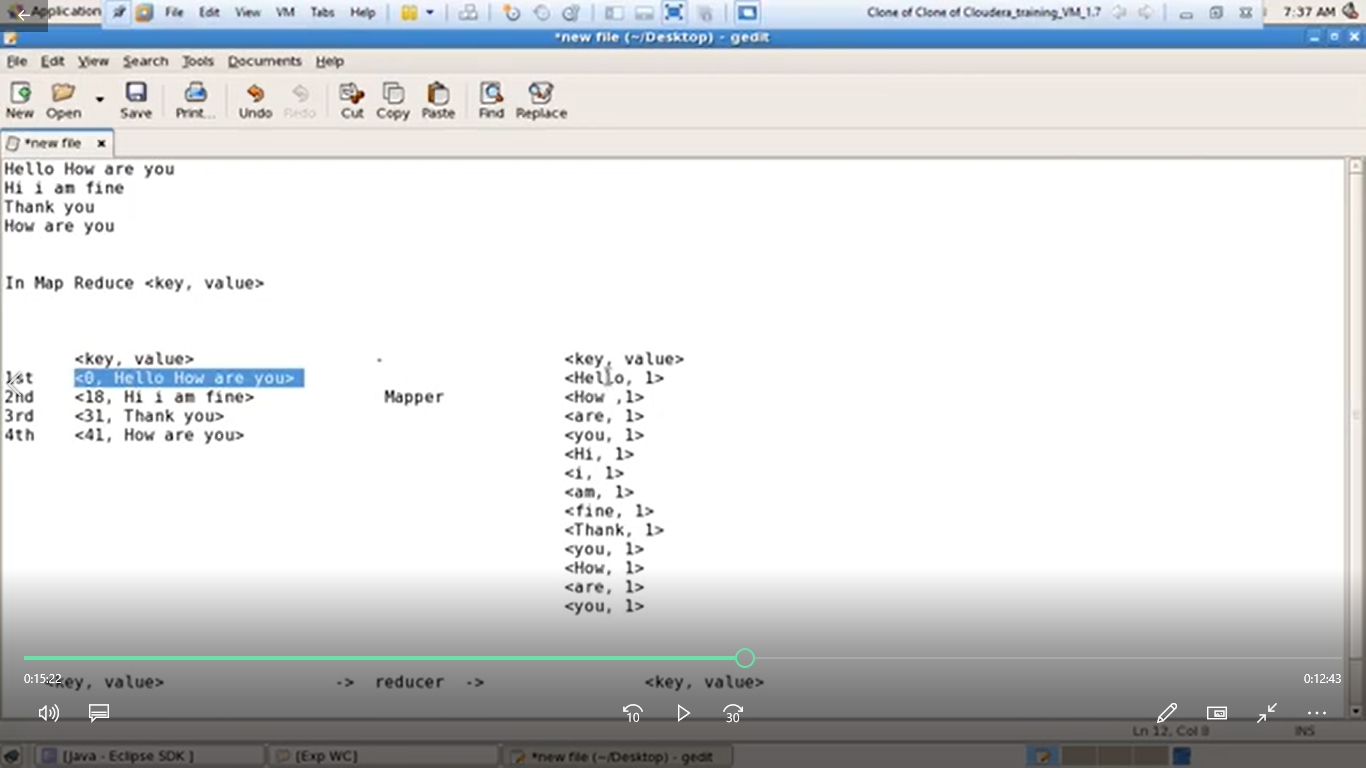 Application File Edit View VM Tabs Help Clone of Clone of Cloudera_training_VM_1.7 7:37 AM
*new file (~/Desktop) - gedit
File Edit View Search Tools Documents Help
New Open Save Print... Undo Redo Cut Copy Paste Find Replace
*new file
Hello How are you
Hi i am fine
Thank you
How are you
In Map Reduce <key, value>
<key, value> - <key, value>
1st <0, Hello How are you> <Hello, 1>
2nd <18, Hi i am fine> Mapper <How ,1>
3rd <31, Thank you> <are, 1>
4th <41, How are you> <you, 1>
<Hi, 1>
<i, 1>
<am, 1>
<fine, 1>
<Thank, 1>
<you, 1>
<How, 1>
<are, 1>
<you, 1>
0:15:22 0:12:43
<key, value> -> reducer -> <key, value>
10 30
Ln 12, Col 8 INS
[Java - Eclipse SDK ] [Exp WC] *new file (~/Desktop) - gedit